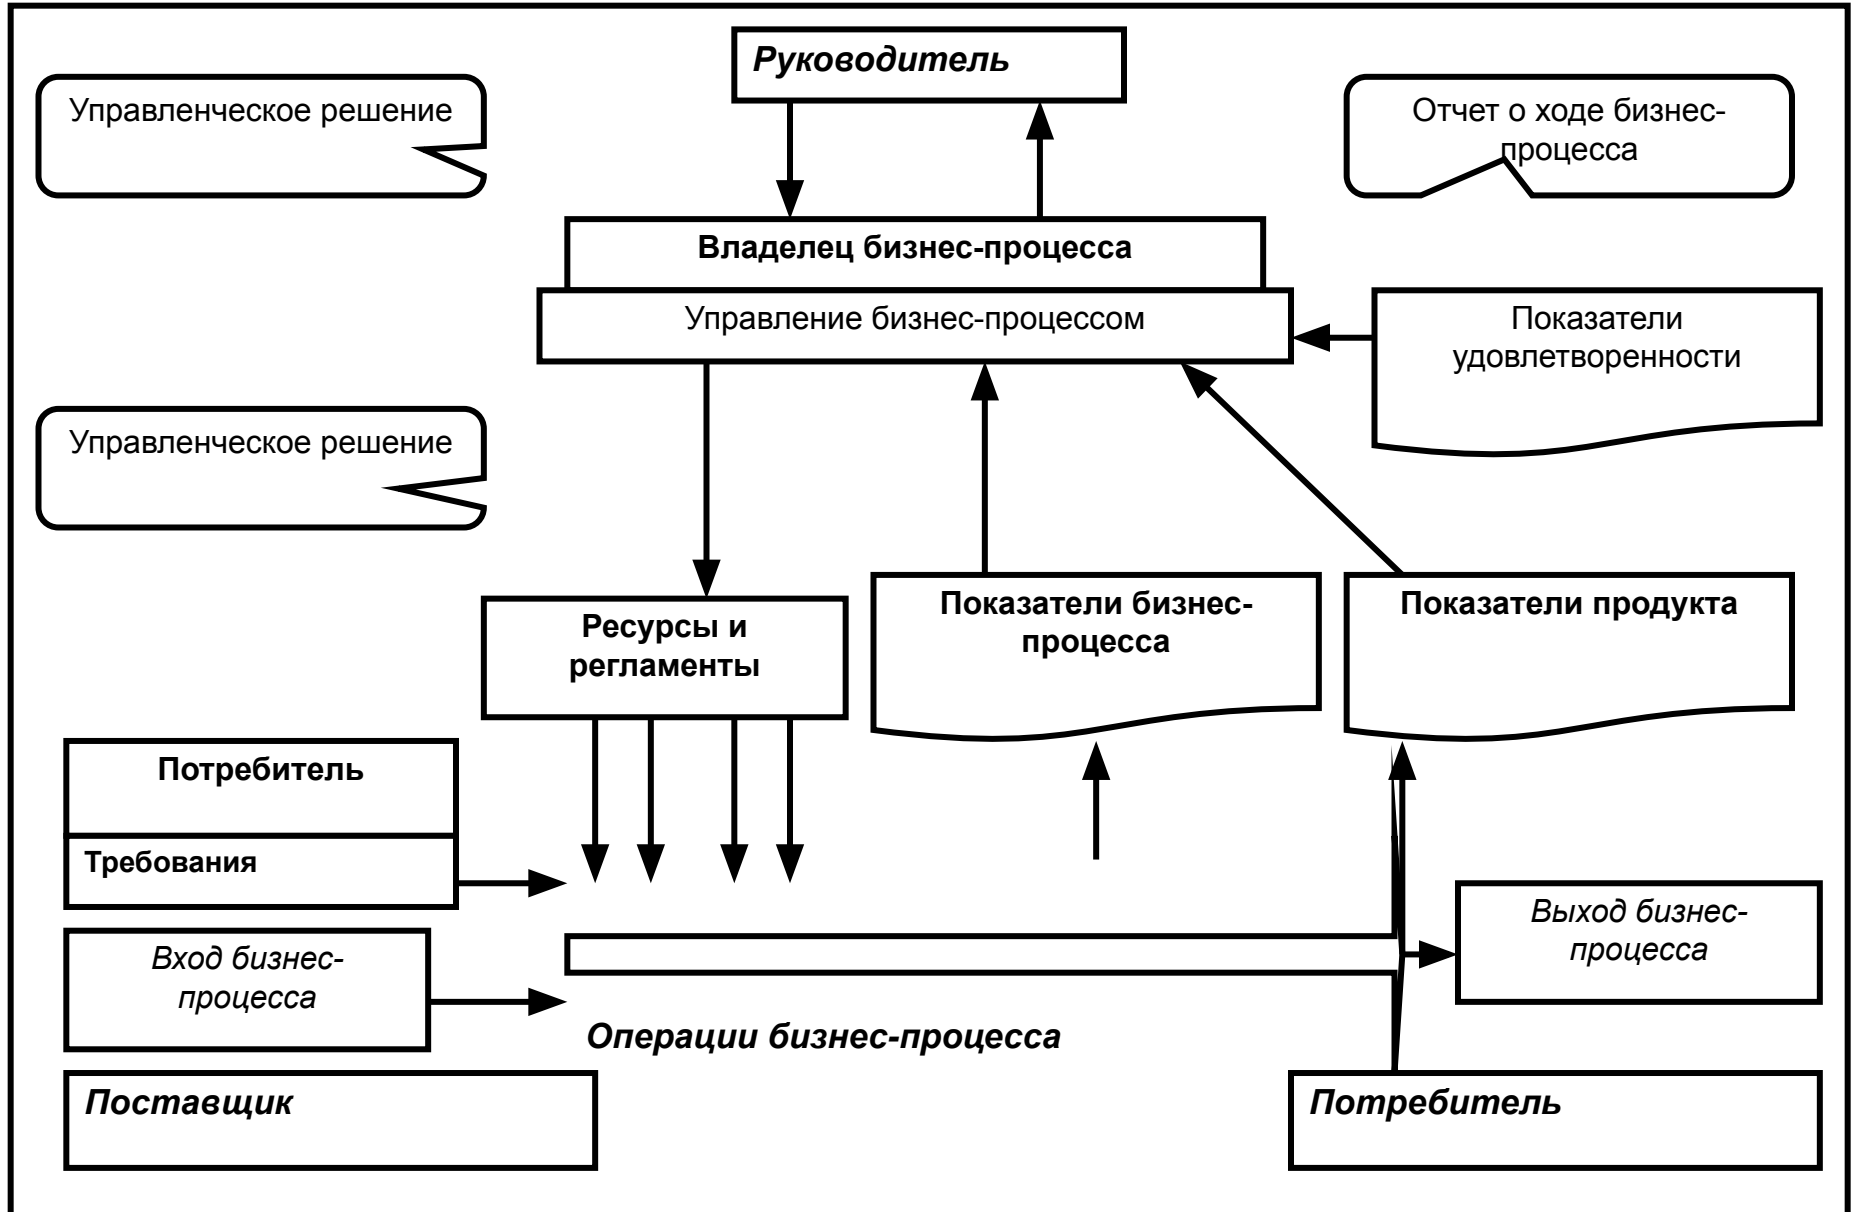 Руководитель
Управленческое решение
Отчет о ходе бизнес-
процесса
Владелец бизнес-процесса
Управление бизнес-процессом
Показатели
удовлетворенности
Управленческое решение
Ресурсы и
регламенты
Показатели бизнес-
процесса
Показатели продукта
Потребитель
Требования
Вход бизнес-
процесса
Выход бизнес-
процесса
Операции бизнес-процесса
Поставщик
Потребитель